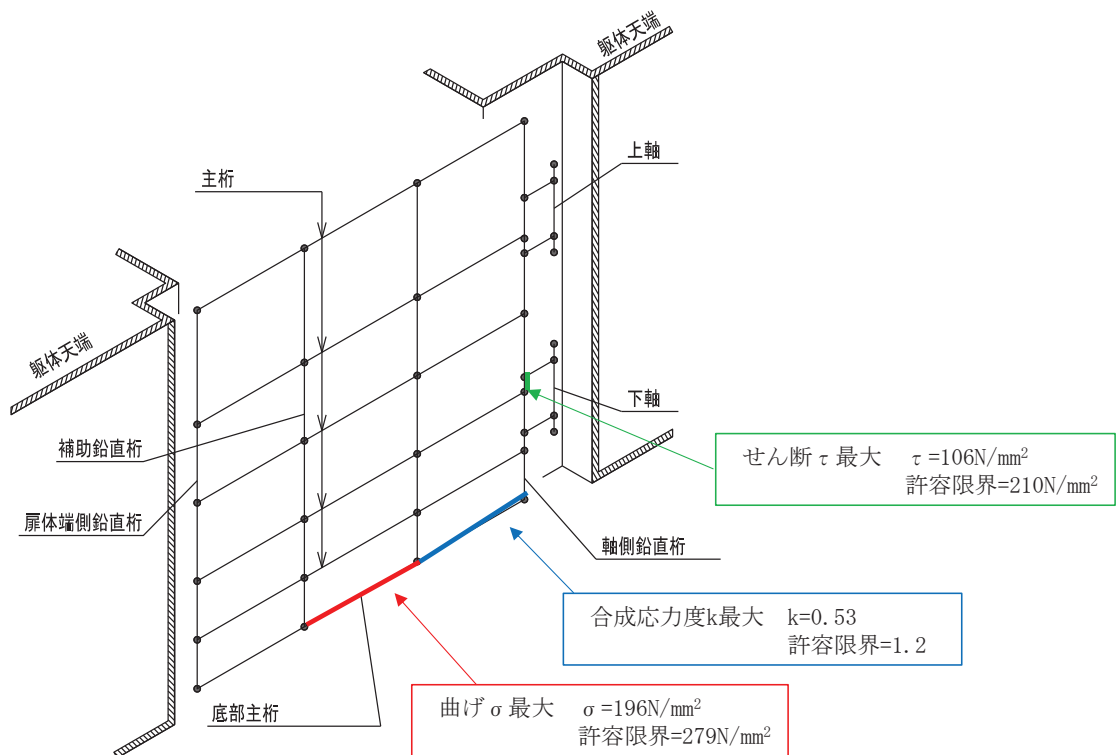 躯体天端
上軸
主桁
躯体天端
下軸
補助鉛直桁
せん断τ最大 τ=106N/mm²
許容限界=210N/mm²
扉体端側鉛直桁
軸側鉛直桁
合成応力度k最大 k=0.53
許容限界=1.2
底部主桁
曲げσ最大 σ=196N/mm²
許容限界=279N/mm²